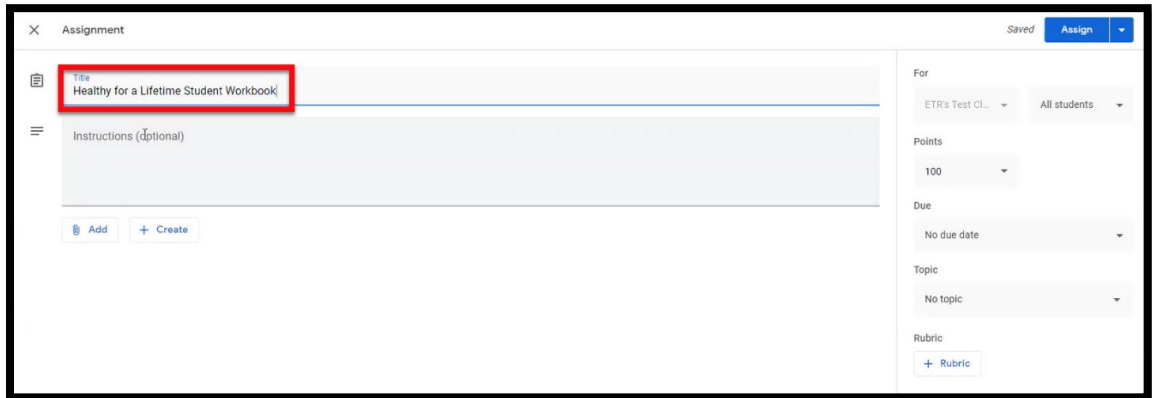 Assignment
Saved
Assign
Title
Healthy for a Lifetime Student Workbook
Instructions (optional)
Add
+ Create
For
ETR's Test Cl...
All students
Points
100
Due
No due date
Topic
No topic
Rubric
+ Rubric